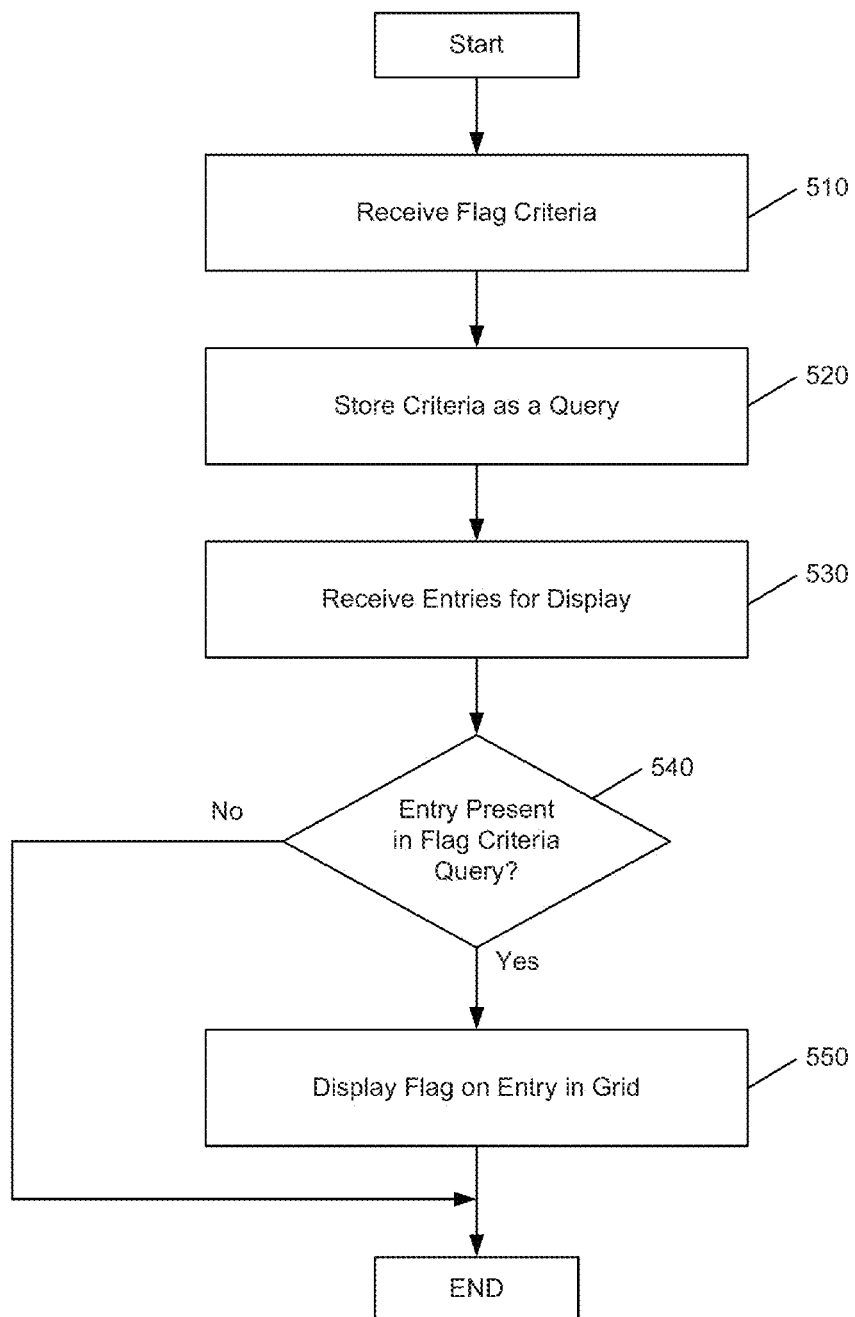 Start
Receive Flag Criteria
510
Store Criteria as a Query
520
Receive Entries for Display
530
540
No
Entry Present
in Flag Criteria
Query?
Yes
Display Flag on Entry in Grid
550
END